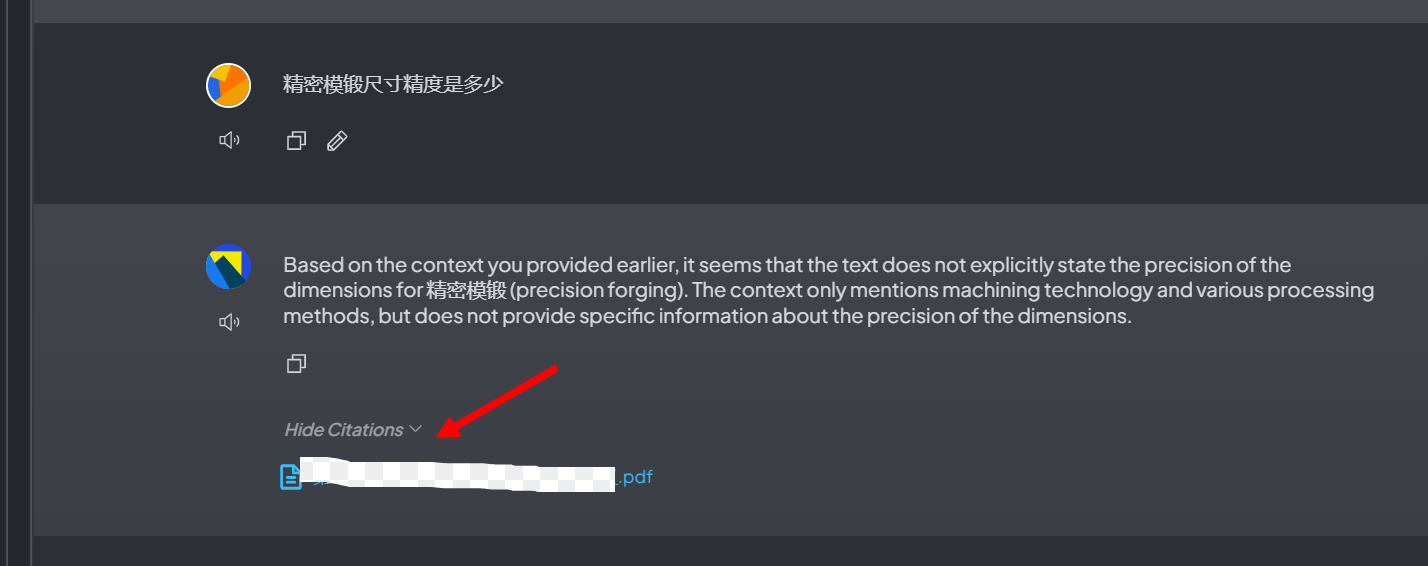 精密模锻尺寸精度是多少
Based on the context you provided earlier, it seems that the text does not explicitly state the precision of the
dimensions for 精密模锻 (precision forging). The context only mentions machining technology and various processing
methods, but does not provide specific information about the precision of the dimensions.
Hide Citations
.pdf